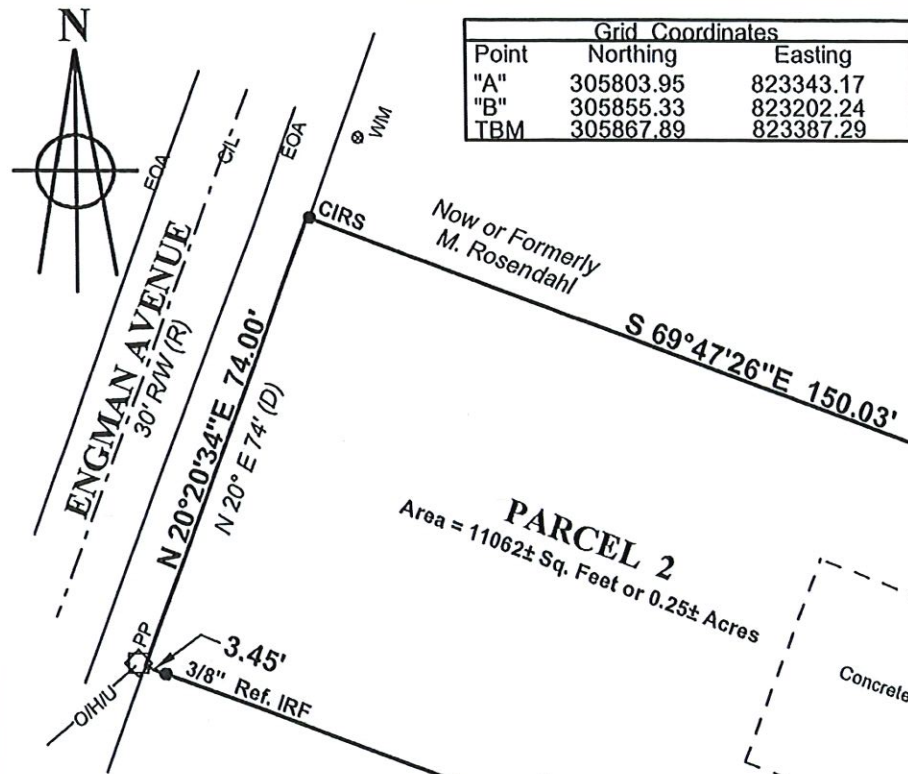 N
Grid Coordinates
Point Northing Easting
"A" 305803.95 823343.17
"B" 305855.33 823202.24
TBM 305867.89 823387.29
EOA
C/L
EOA
WM
CIRS
Now or Formerly
M. Rosendahl
S 69°47'26"E 150.03'
ENGMAN AVENUE
30' R/W (R)
N 20°20'34"E 74.00'
N 20° E 74' (D)
PARCEL 2
Area = 11062± Sq. Feet or 0.25± Acres
PP
3.45'
3/8" Ref. IRF
O/H/U
Concrete